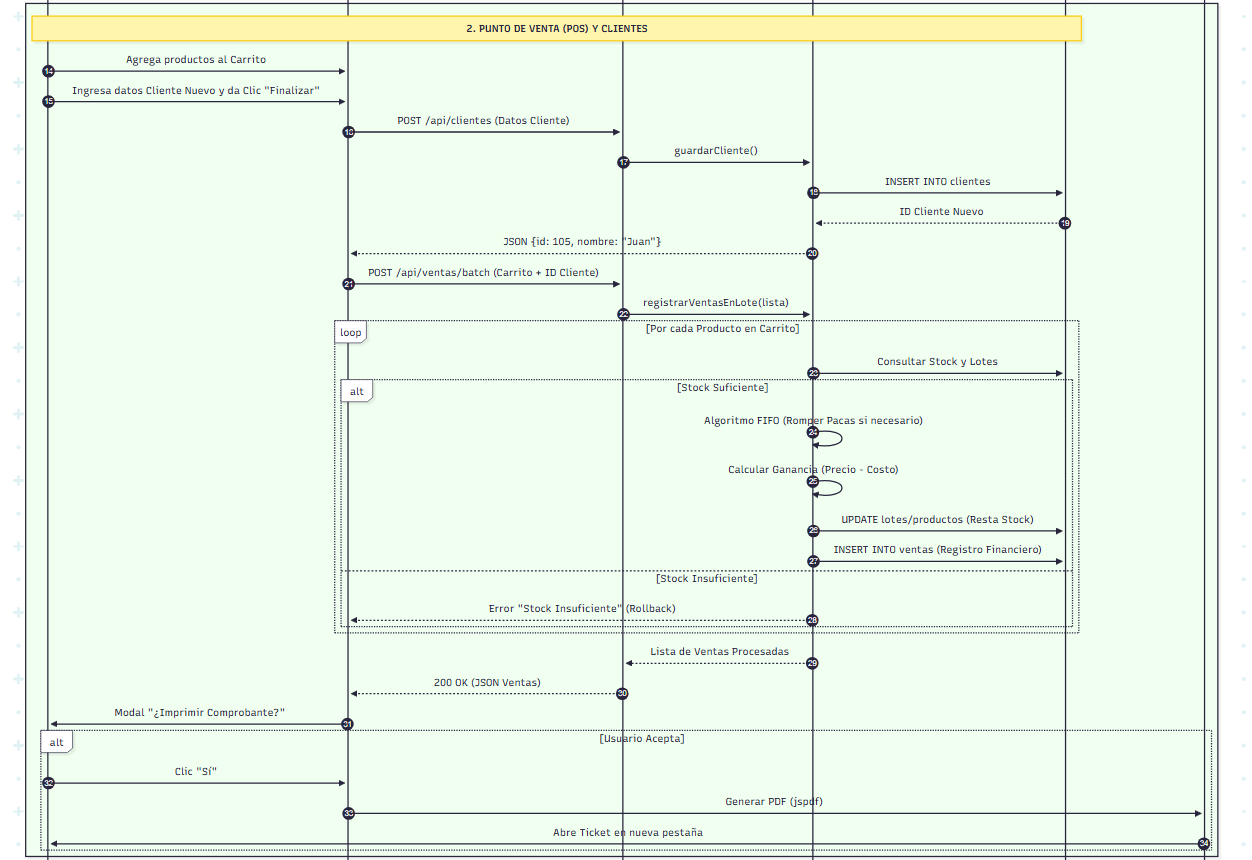 2. PUNTO DE VENTA (POS) Y CLIENTES
Agrega productos al Carrito
14
Ingresa datos Cliente Nuevo y da Clic "Finalizar"
15
POST /api/clientes (Datos Cliente)
16
guardarCliente()
17
INSERT INTO clientes
18
ID Cliente Nuevo
19
JSON {id: 105, nombre: "Juan"}
20
POST /api/ventas/batch (Carrito + ID Cliente)
21
registrarVentasEnLote(lista)
22
loop
[Por cada Producto en Carrito]
Consultar Stock y Lotes
23
alt
[Stock Suficiente]
Algoritmo FIFO (Romper Pacas si necesario)
24
Calcular Ganancia (Precio - Costo)
25
UPDATE lotes/productos (Resta Stock)
26
INSERT INTO ventas (Registro Financiero)
27
[Stock Insuficiente]
Error "Stock Insuficiente" (Rollback)
28
Lista de Ventas Procesadas
29
200 OK (JSON Ventas)
30
Modal "¿Imprimir Comprobante?"
31
alt
[Usuario Acepta]
Clic "Sí"
32
Generar PDF (jspdf)
33
Abre Ticket en nueva pestaña
34